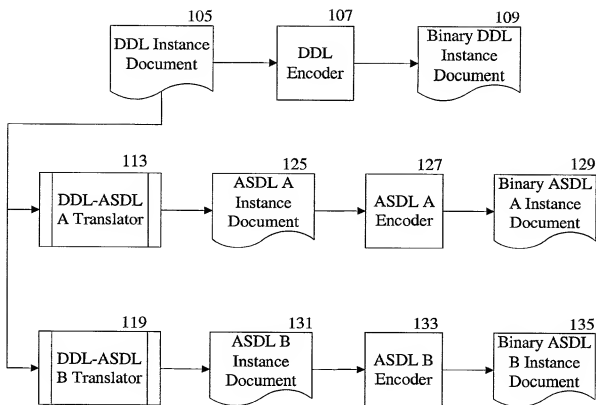 105
DDL Instance
Document
107
DDL
Encoder
109
Binary DDL
Instance
Document
113
DDL-ASDL
A Translator
125
ASDL A
Instance
Document
127
ASDL A
Encoder
129
Binary ASDL
A Instance
Document
119
DDL-ASDL
B Translator
131
ASDL B
Instance
Document
133
ASDL B
Encoder
135
Binary ASDL
B Instance
Document